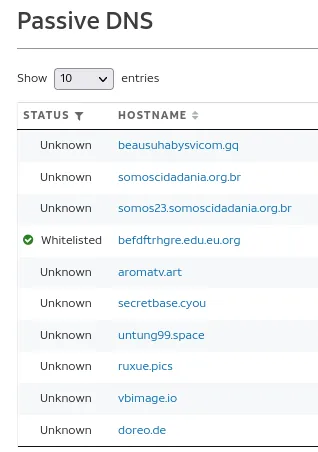 Passive DNS
Show 10 entries
STATUS HOSTNAME
Unknown beausuhabysvicom.gq
Unknown somoscidadania.org.br
Unknown somos23.somoscidadania.org.br
Whitelisted befdftrhgre.edu.eu.org
Unknown aromatv.art
Unknown secretbase.cyou
Unknown untung99.space
Unknown ruxue.pics
Unknown vbimage.io
Unknown doreo.de